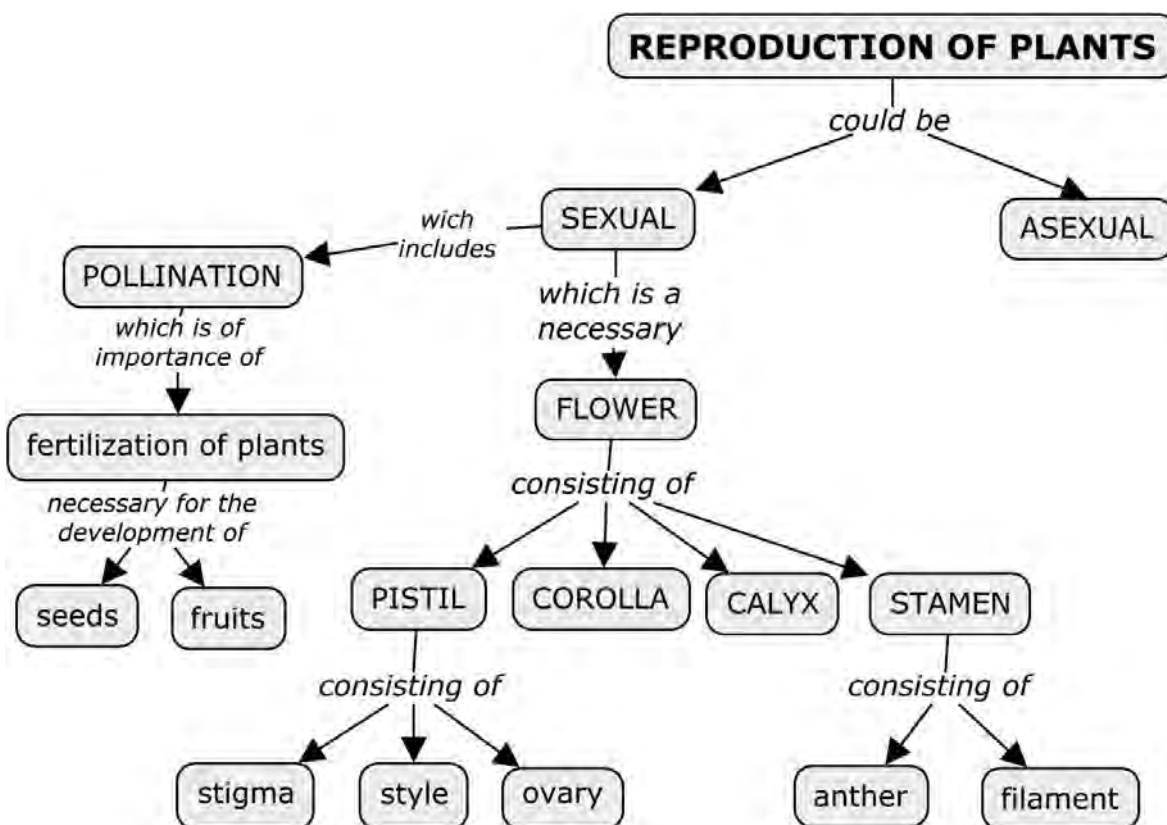 REPRODUCTION OF PLANTS
could be
SEXUAL
ASEXUAL
wich
includes
POLLINATION
which is a
necessary
which is of
importance of
FLOWER
fertilization of plants
consisting of
necessary for the
development of
PISTIL
COROLLA
CALYX
STAMEN
seeds
fruits
consisting of
consisting of
stigma
style
ovary
anther
filament